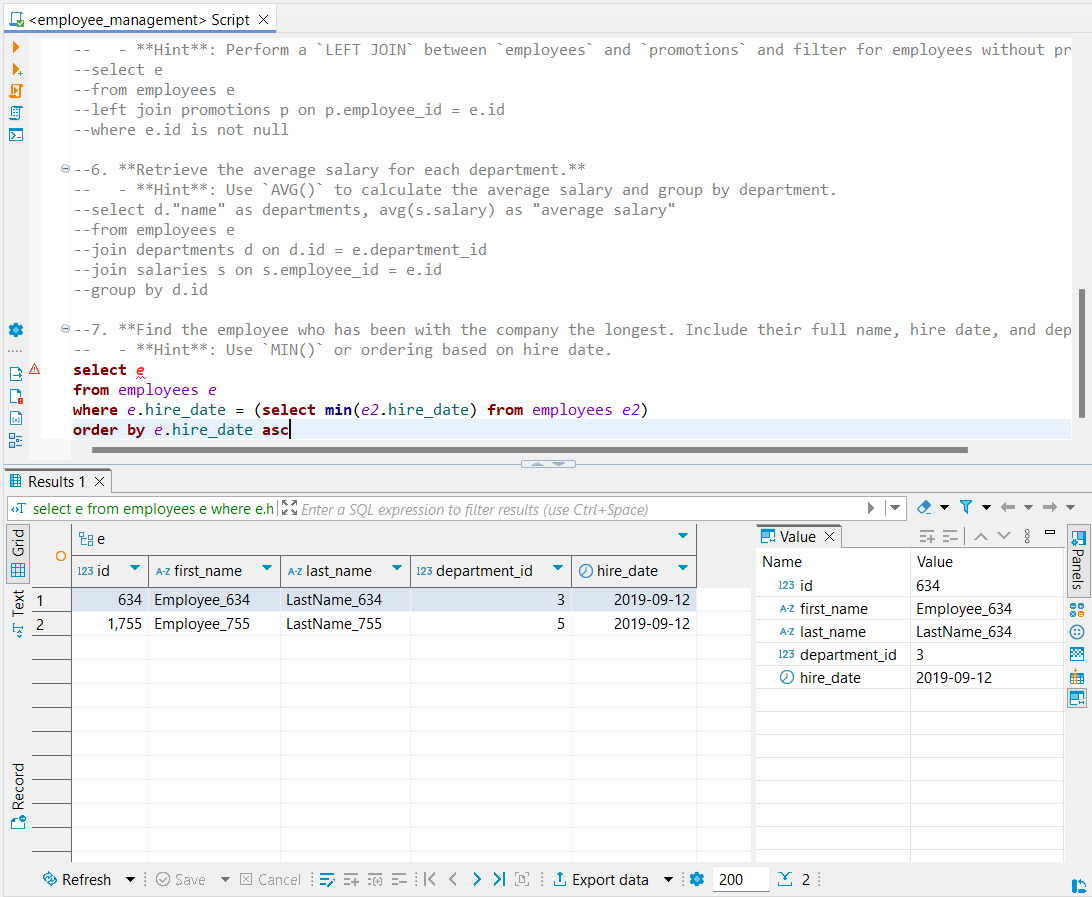 <employee_management> Script
--   - **Hint**: Perform a `LEFT JOIN` between `employees` and `promotions` and filter for employees without pr
--select e
--from employees e
--left join promotions p on p.employee_id = e.id
--where e.id is not null
--6. **Retrieve the average salary for each department.**
--   - **Hint**: Use `AVG()` to calculate the average salary and group by department.
--select d."name" as departments, avg(s.salary) as "average salary"
--from employees e
--join departments d on d.id = e.department_id
--join salaries s on s.employee_id = e.id
--group by d.id
--7. **Find the employee who has been with the company the longest. Include their full name, hire date, and dep
--   - **Hint**: Use `MIN()` or ordering based on hire date.
select e
from employees e
where e.hire_date = (select min(e2.hire_date) from employees e2)
order by e.hire_date asc
Results 1
select e from employees e where e.h
Enter a SQL expression to filter results (use Ctrl+Space)
Grid
Text
Record
e
123 id A-Z first_name A-Z last_name 123 department_id hire_date
1 634 Employee_634 LastName_634 3 2019-09-12
2 1,755 Employee_755 LastName_755 5 2019-09-12
Value
Name Value
123 id 634
A-Z first_name Employee_634
A-Z last_name LastName_634
123 department_id 3
hire_date 2019-09-12
Panels
Refresh Save Cancel Export data 200 2